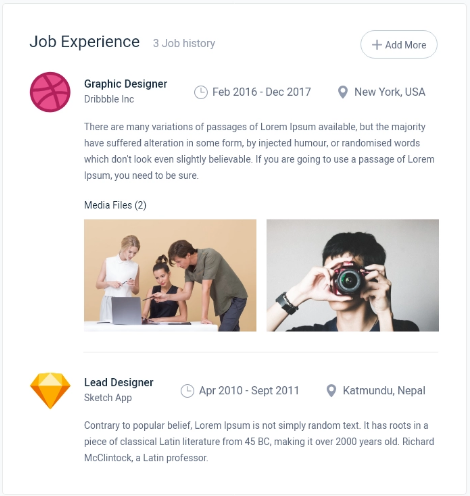 Job Experience 3 Job history + Add More
Graphic Designer
Dribbble Inc
Feb 2016 - Dec 2017 New York, USA
There are many variations of passages of Lorem Ipsum available, but the majority
have suffered alteration in some form, by injected humour, or randomised words
which don't look even slightly believable. If you are going to use a passage of Lorem
Ipsum, you need to be sure.
Media Files (2)
Lead Designer
Sketch App
Apr 2010 - Sept 2011 Katmundu, Nepal
Contrary to popular belief, Lorem Ipsum is not simply random text. It has roots in a
piece of classical Latin literature from 45 BC, making it over 2000 years old. Richard
McClintock, a Latin professor.